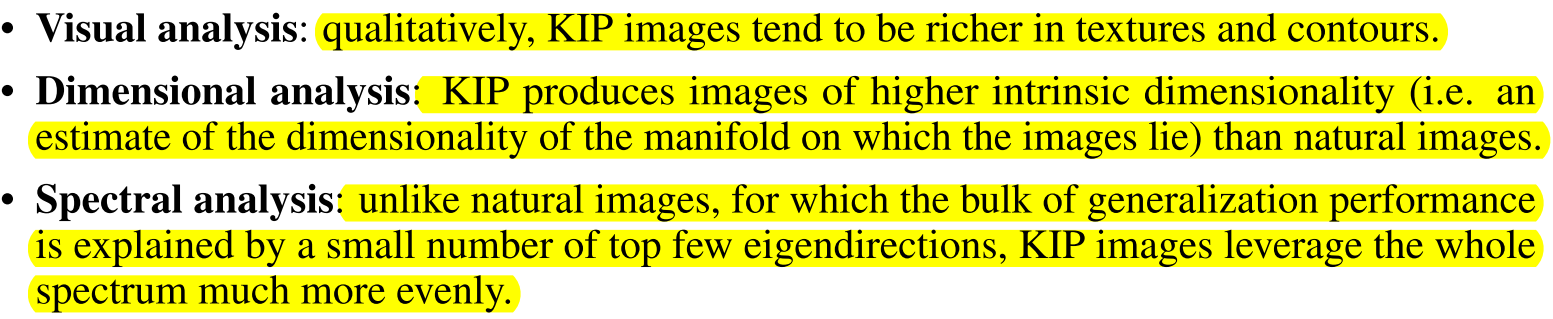 • Visual analysis: qualitatively, KIP images tend to be richer in textures and contours.
• Dimensional analysis: KIP produces images of higher intrinsic dimensionality (i.e. an
estimate of the dimensionality of the manifold on which the images lie) than natural images.
• Spectral analysis: unlike natural images, for which the bulk of generalization performance
is explained by a small number of top few eigendirections, KIP images leverage the whole
spectrum much more evenly.